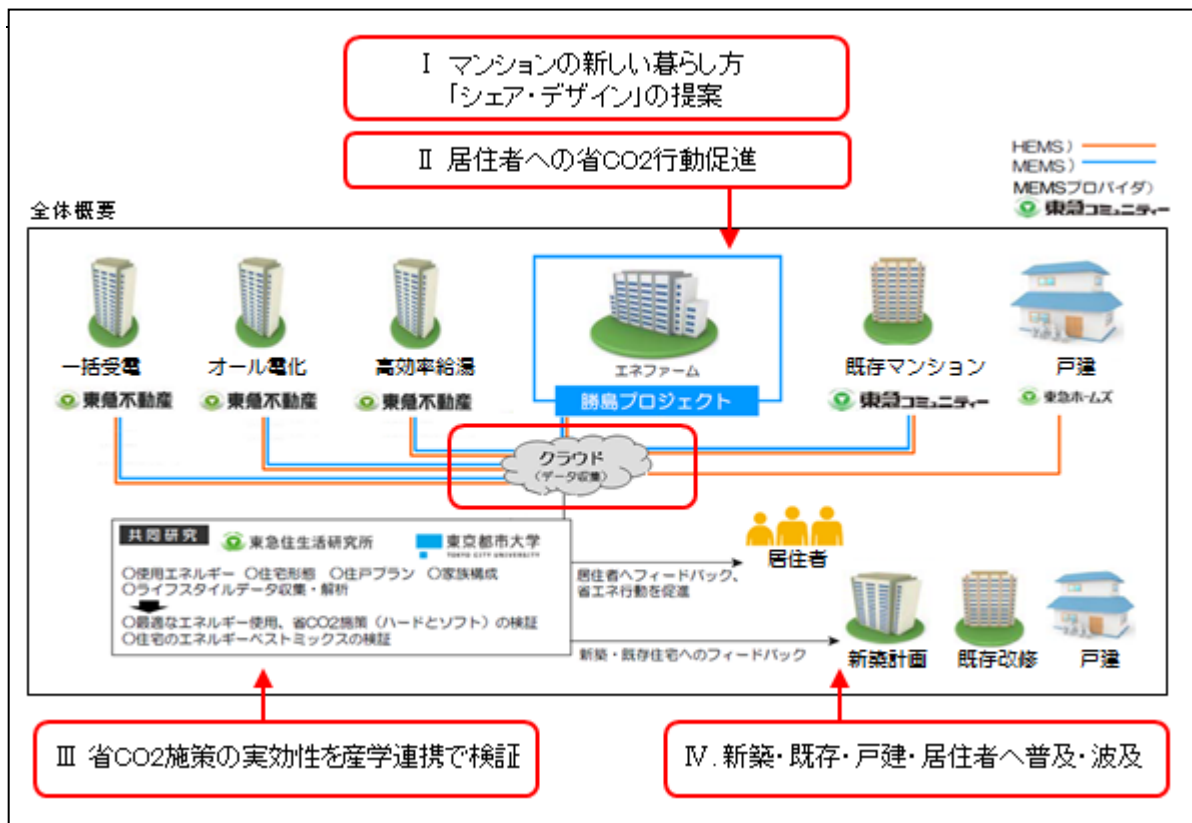 Ⅰ マンションの新しい暮らし方
「シェア・デザイン」の提案
Ⅱ 居住者への省CO2行動促進
HEMS）
MEMS）
MEMSプロバイダ）
東急コミュニティー
全体概要
一括受電
東急不動産
オール電化
東急不動産
高効率給湯
東急不動産
エネファーム
勝島プロジェクト
既存マンション
東急コミュニティー
戸建
東急ホームズ
クラウド
（データ収集）
共同研究
東急住生活研究所
東京都市大学
TOKYO CITY UNIVERSITY
○使用エネルギー ○住宅形態 ○住戸プラン ○家族構成
○ライフスタイルデータ収集・解析
○最適なエネルギー使用、省CO2施策（ハードとソフト）の検証
○住宅のエネルギーベストミックスの検証
居住者へフィードバック、
省エネ行動を促進
居住者
新築・既存住宅へのフィードバック
新築計画
既存改修
戸建
Ⅲ 省CO2施策の実効性を産学連携で検証
Ⅳ．新築・既存・戸建・居住者へ普及・波及